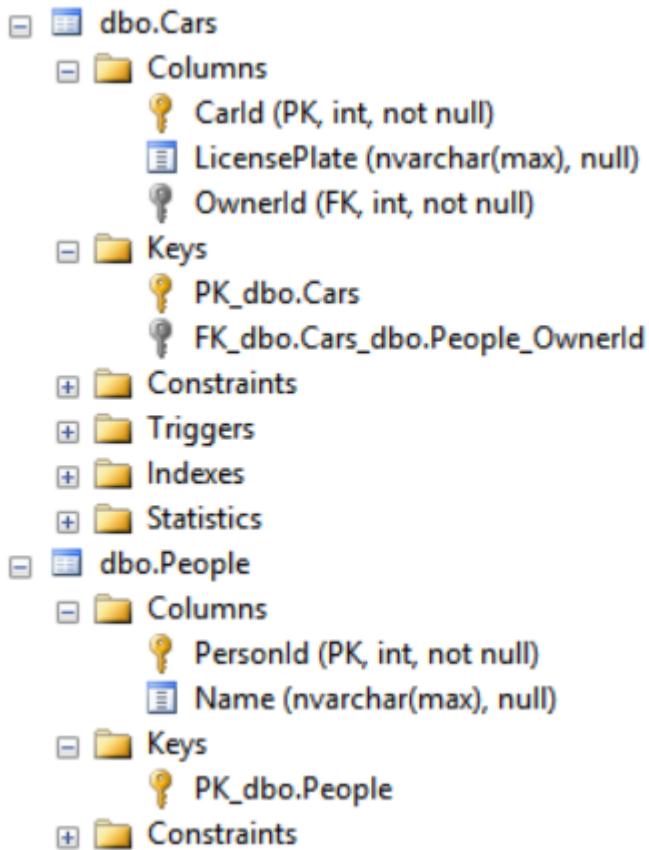 dbo.Cars
Columns
CarId (PK, int, not null)
LicensePlate (nvarchar(max), null)
OwnerId (FK, int, not null)
Keys
PK_dbo.Cars
FK_dbo.Cars_dbo.People_OwnerId
Constraints
Triggers
Indexes
Statistics
dbo.People
Columns
PersonId (PK, int, not null)
Name (nvarchar(max), null)
Keys
PK_dbo.People
Constraints